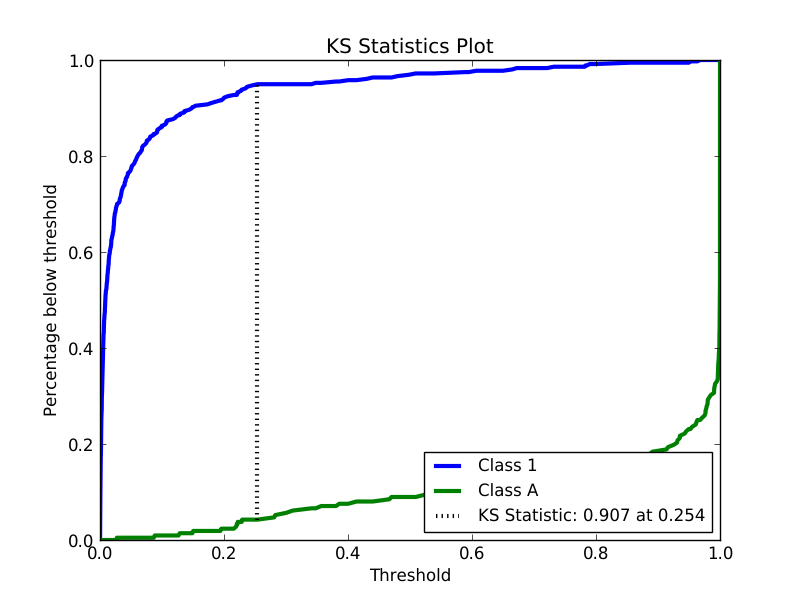 KS Statistics Plot
1.0
0.8
0.6
0.4
0.2
0.0
Percentage below threshold
Class 1
Class A
KS Statistic: 0.907 at 0.254
0.0 0.2 0.4 0.6 0.8 1.0
Threshold